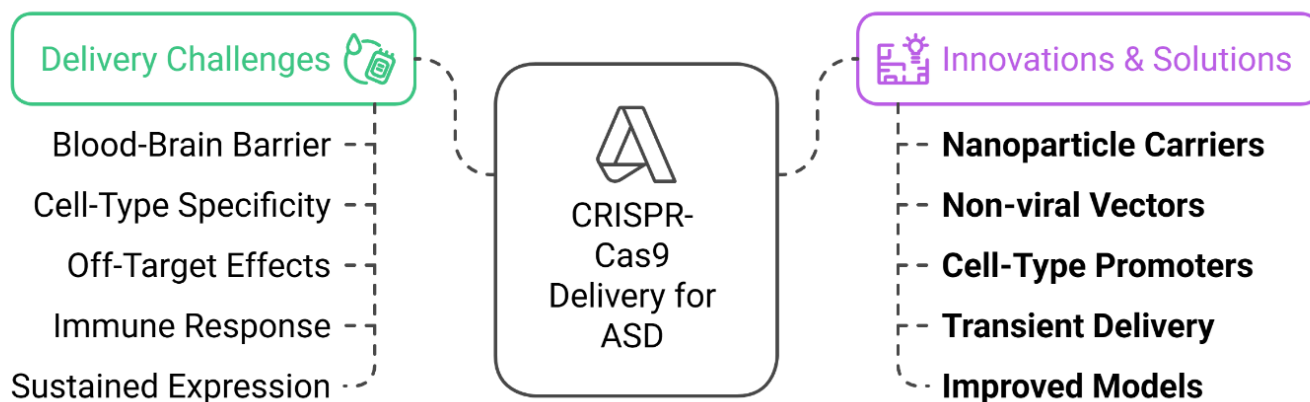 Delivery Challenges
Blood-Brain Barrier
Cell-Type Specificity
Off-Target Effects
Immune Response
Sustained Expression
CRISPR-
Cas9
Delivery for
ASD
Innovations & Solutions
Nanoparticle Carriers
Non-viral Vectors
Cell-Type Promoters
Transient Delivery
Improved Models